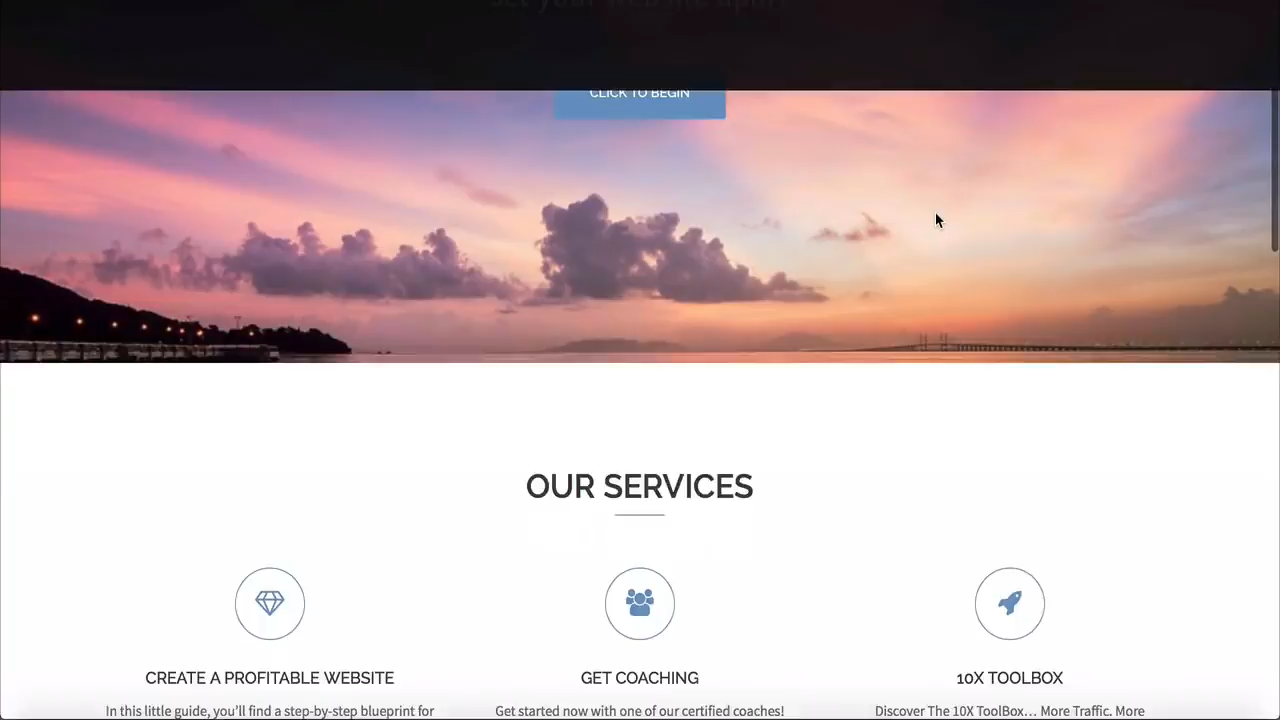 CLICK TO BEGIN
OUR SERVICES
CREATE A PROFITABLE WEBSITE
GET COACHING
10X TOOLBOX
In this little guide, you'll find a step-by-step blueprint for
Get started now with one of our certified coaches!
Discover The 10X ToolBox... More Traffic. More